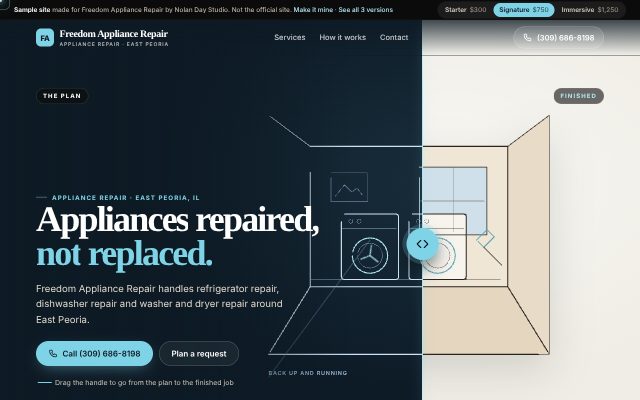 Sample site made for Freedom Appliance Repair by Nolan Day Studio. Not the official site. Make it mine · See all 3 versions
Starter $300 Signature $750 Immersive $1,250
FA Freedom Appliance Repair
APPLIANCE REPAIR · EAST PEORIA
Services How it works Contact
(309) 686-8198
THE PLAN
FINISHED
APPLIANCE REPAIR · EAST PEORIA, IL
Appliances repaired,
not replaced.
Freedom Appliance Repair handles refrigerator repair,
dishwasher repair and washer and dryer repair around
East Peoria.
Call (309) 686-8198
Plan a request
BACK UP AND RUNNING
Drag the handle to go from the plan to the finished job